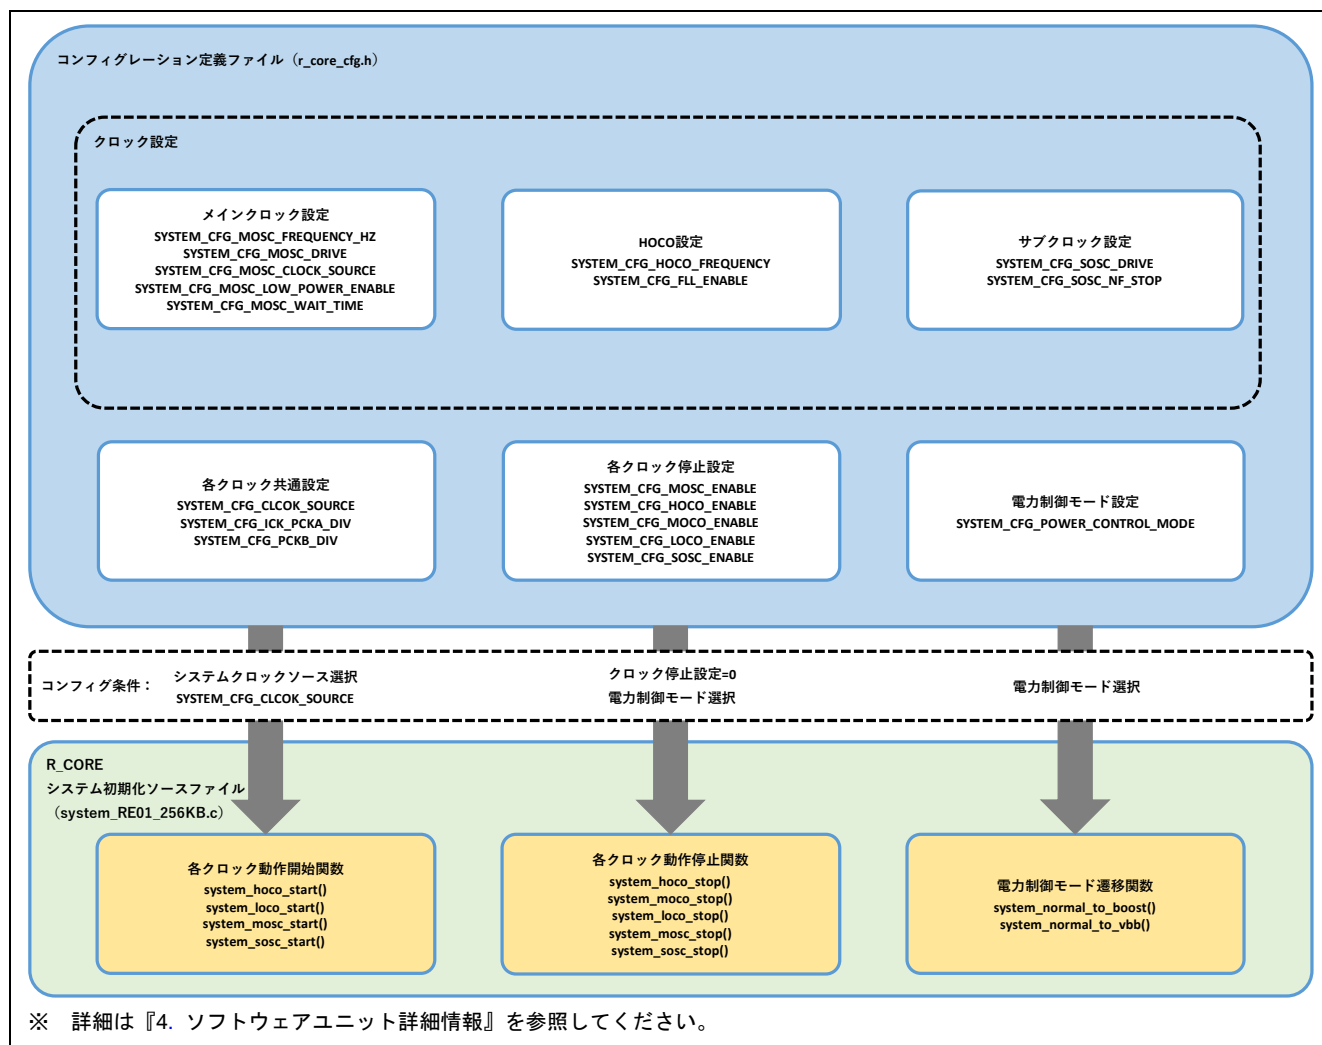 コンフィグレーション定義ファイル（r_core_cfg.h）
クロック設定
メインクロック設定
SYSTEM_CFG_MOSC_FREQUENCY_HZ
SYSTEM_CFG_MOSC_DRIVE
SYSTEM_CFG_MOSC_CLOCK_SOURCE
SYSTEM_CFG_MOSC_LOW_POWER_ENABLE
SYSTEM_CFG_MOSC_WAIT_TIME
HOCO設定
SYSTEM_CFG_HOCO_FREQUENCY
SYSTEM_CFG_FLL_ENABLE
サブクロック設定
SYSTEM_CFG_SOSC_DRIVE
SYSTEM_CFG_SOSC_NF_STOP
各クロック共通設定
SYSTEM_CFG_CLCOK_SOURCE
SYSTEM_CFG_ICK_PCKA_DIV
SYSTEM_CFG_PCKB_DIV
各クロック停止設定
SYSTEM_CFG_MOSC_ENABLE
SYSTEM_CFG_HOCO_ENABLE
SYSTEM_CFG_MOCO_ENABLE
SYSTEM_CFG_LOCO_ENABLE
SYSTEM_CFG_SOSC_ENABLE
電力制御モード設定
SYSTEM_CFG_POWER_CONTROL_MODE
コンフィグ条件：
システムクロックソース選択
SYSTEM_CFG_CLCOK_SOURCE
クロック停止設定=0
電力制御モード選択
電力制御モード選択
R_CORE
システム初期化ソースファイル
（system_RE01_256KB.c）
各クロック動作開始関数
system_hoco_start()
system_loco_start()
system_mosc_start()
system_sosc_start()
各クロック動作停止関数
system_hoco_stop()
system_moco_stop()
system_loco_stop()
system_mosc_stop()
system_sosc_stop()
電力制御モード遷移関数
system_normal_to_boost()
system_normal_to_vbb()
※　詳細は『4. ソフトウェアユニット詳細情報』を参照してください。